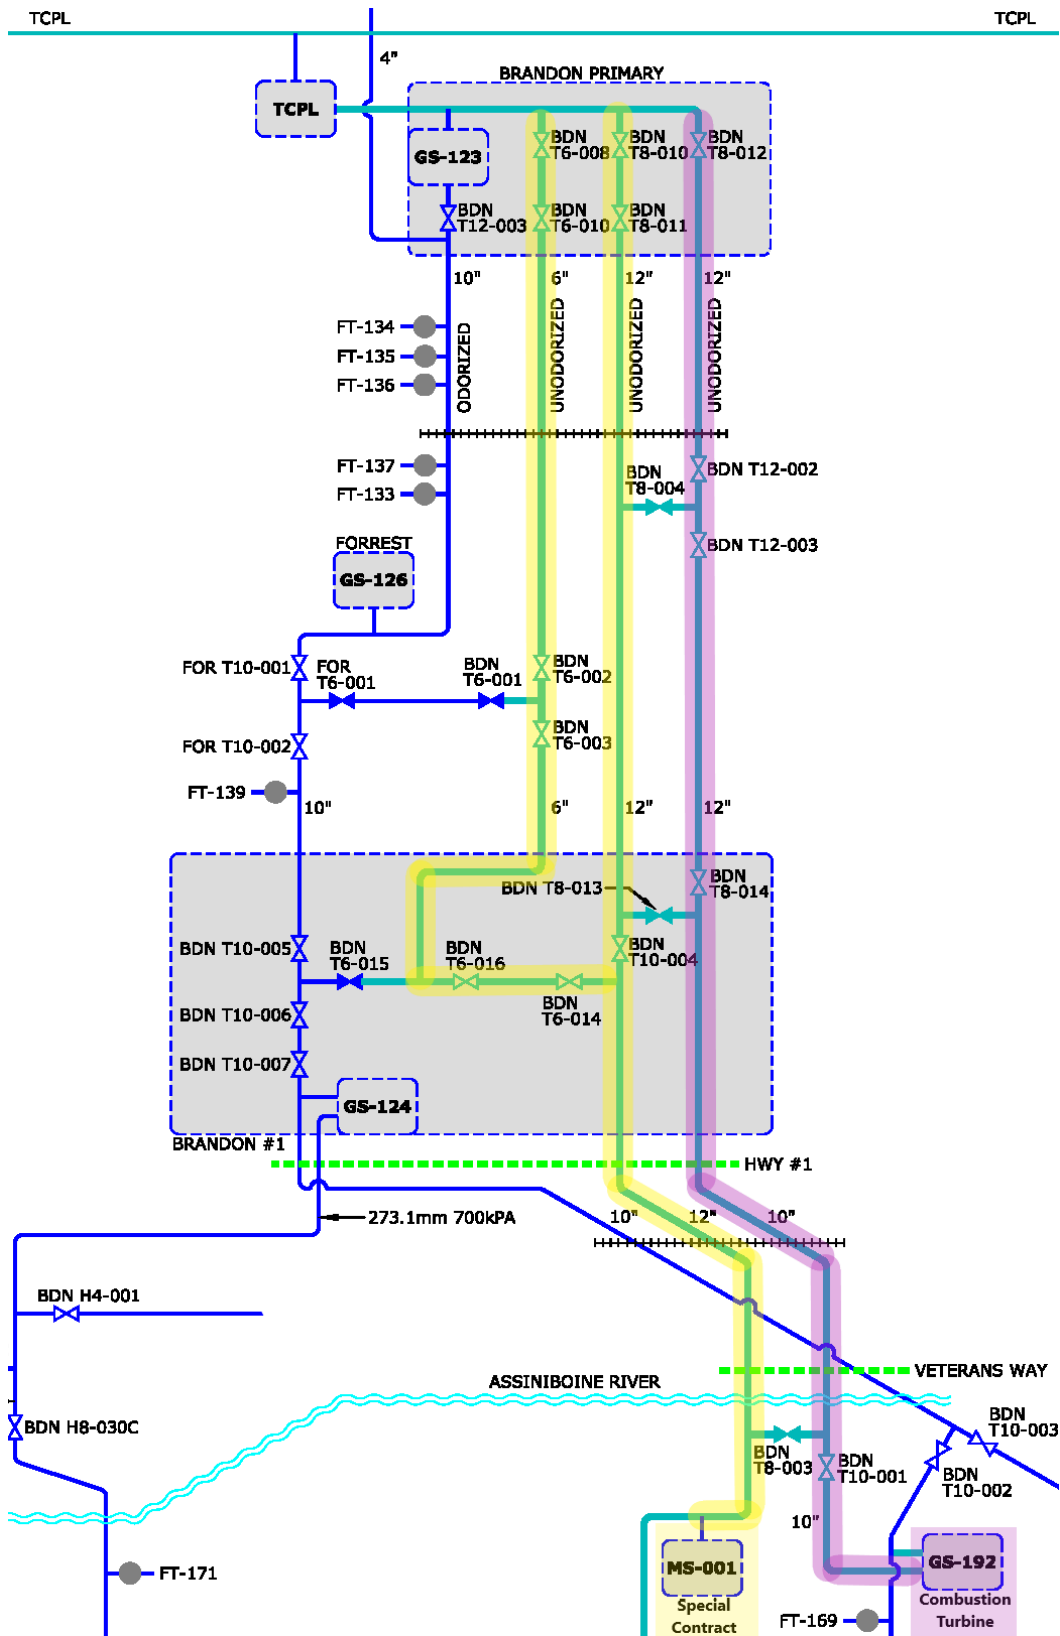 TCPL
TCPL
4"
BRANDON PRIMARY
TCPL
GS-123
BDN
T6-008
BDN
T8-010
BDN
T8-012
BDN
T12-003
BDN
T6-010
BDN
T8-011
10"
6"
12"
12"
ODORIZED
UNODORIZED
UNODORIZED
UNODORIZED
FT-134
FT-135
FT-136
FT-137
FT-133
BDN
T8-004
BDN T12-002
BDN T12-003
FORREST
GS-126
FOR T10-001
FOR
T6-001
BDN
T6-001
BDN
T6-002
BDN
T6-003
FOR T10-002
FT-139
10"
6"
12"
12"
BDN T8-013
BDN
T8-014
BDN T10-005
BDN
T6-015
BDN
T6-016
BDN
T10-004
BDN
T6-014
BDN T10-006
BDN T10-007
GS-124
BRANDON #1
HWY #1
273.1mm 700kPA
10"
12"
10"
BDN H4-001
VETERANS WAY
ASSINIBOINE RIVER
BDN H8-030C
BDN
T10-003
BDN
T8-003
BDN
T10-001
BDN
T10-002
10"
FT-171
MS-001
Special
Contract
GS-192
Combustion
Turbine
FT-169